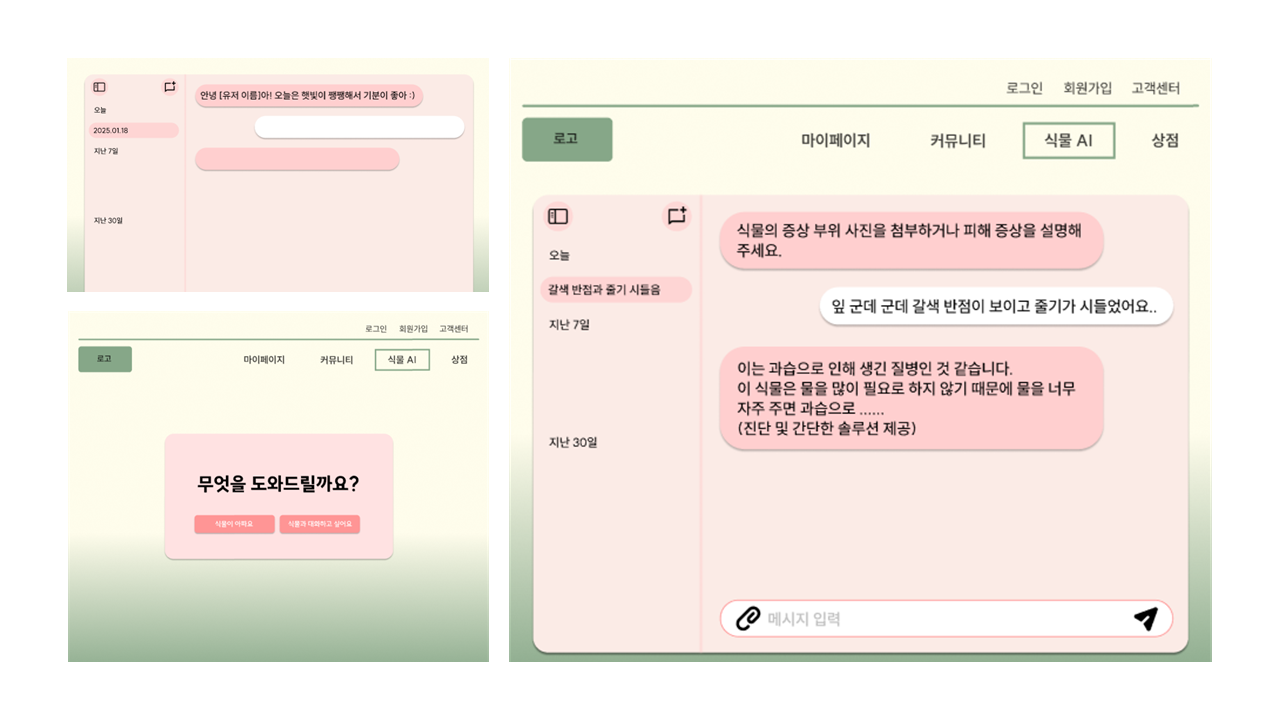 오늘
2025.01.18
지난 7일
지난 30일
안녕 [유저 이름]아! 오늘은 햇빛이 쨍쨍해서 기분이 좋아 :)
로그인 회원가입 고객센터
로고 마이페이지 커뮤니티 식물 AI 상점
무엇을 도와드릴까요?
식물이 아파요 식물과 대화하고 싶어요
로그인 회원가입 고객센터
로고 마이페이지 커뮤니티 식물 AI 상점
오늘
갈색 반점과 줄기 시들음
지난 7일
지난 30일
식물의 증상 부위 사진을 첨부하거나 피해 증상을 설명해
주세요.
잎 군데 군데 갈색 반점이 보이고 줄기가 시들었어요..
이는 과습으로 인해 생긴 질병인 것 같습니다.
이 식물은 물을 많이 필요로 하지 않기 때문에 물을 너무
자주 주면 과습으로 ......
(진단 및 간단한 솔루션 제공)
메시지 입력